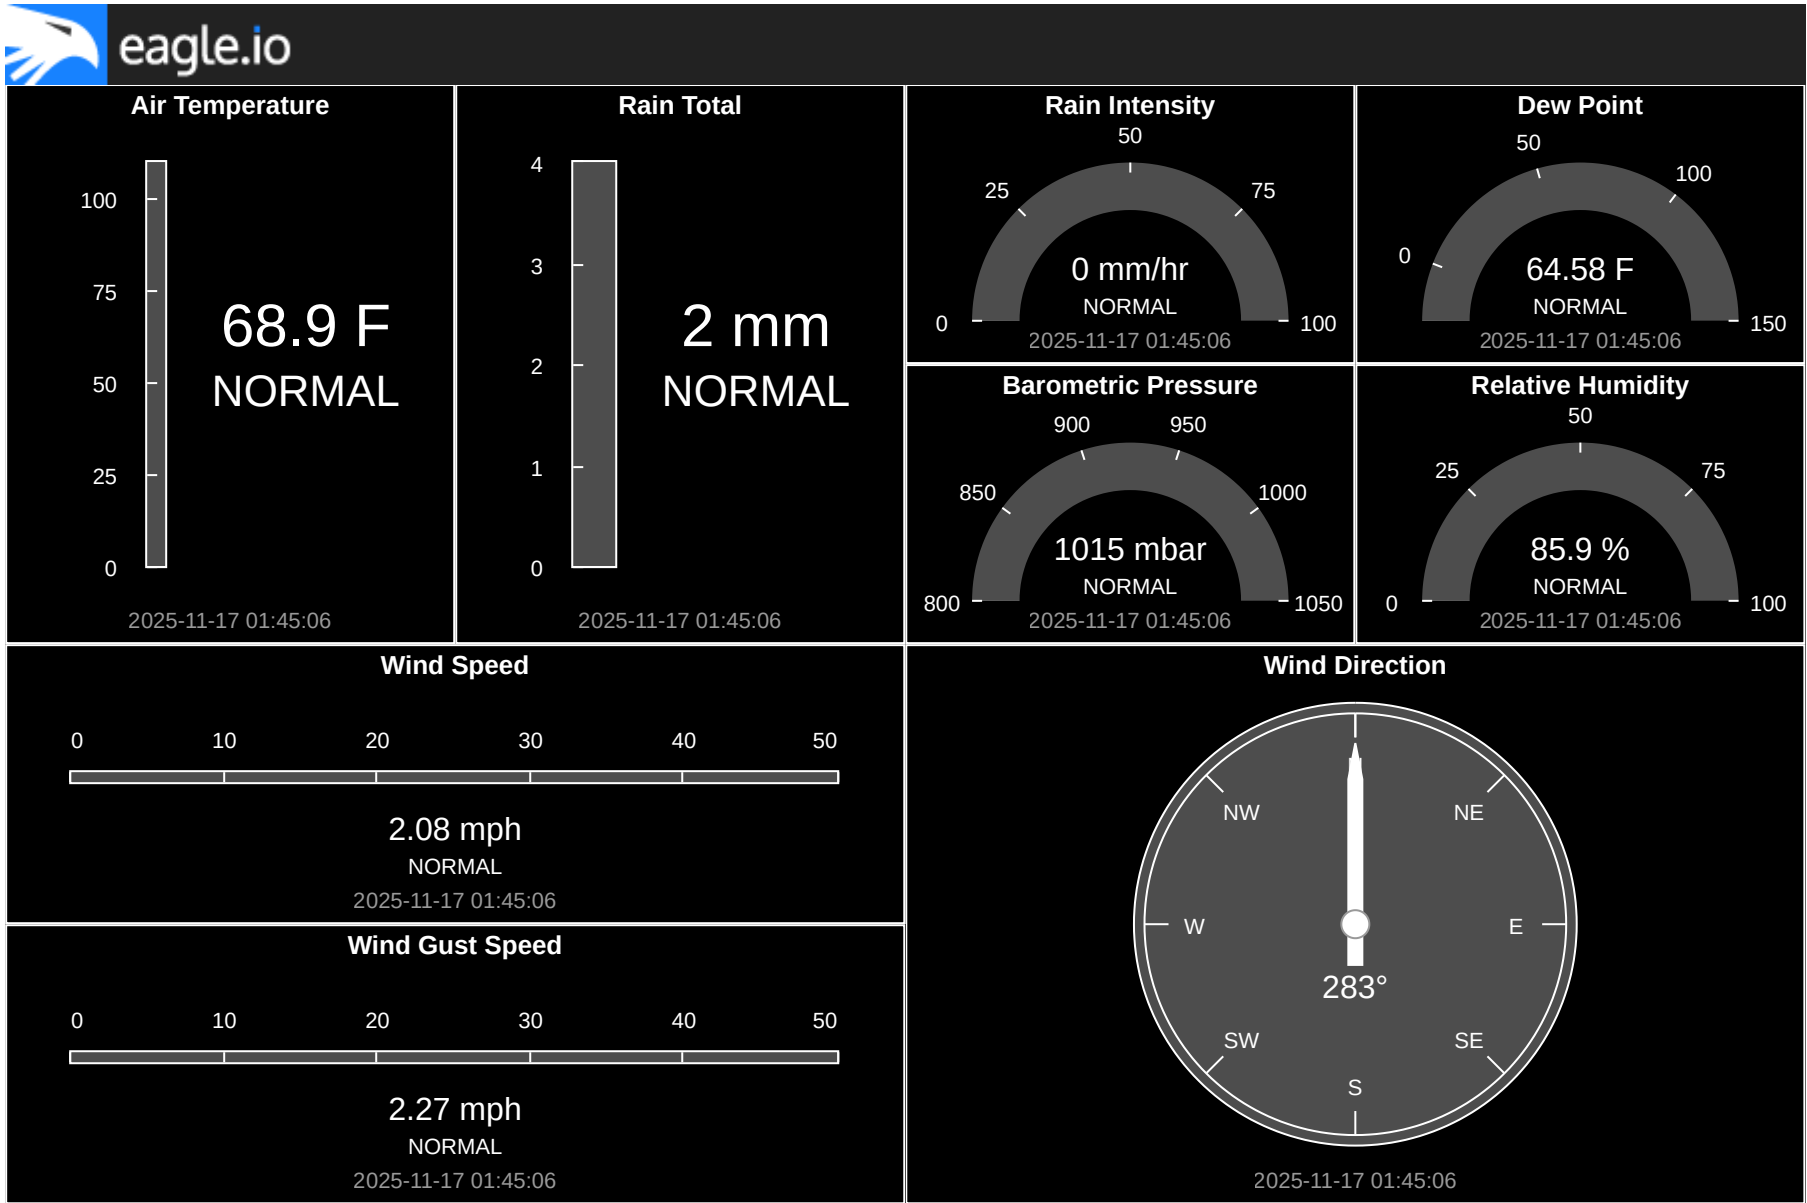 eagle.io
Air Temperature
100
75
50
25
0
68.9 F
NORMAL
2025-11-17 01:45:06
Rain Total
4
3
2
1
0
2 mm
NORMAL
2025-11-17 01:45:06
Rain Intensity
50
25
75
0
100
0 mm/hr
NORMAL
2025-11-17 01:45:06
Dew Point
50
100
0
150
64.58 F
NORMAL
2025-11-17 01:45:06
Barometric Pressure
900
950
850
1000
800
1050
1015 mbar
NORMAL
2025-11-17 01:45:06
Relative Humidity
50
25
75
0
100
85.9 %
NORMAL
2025-11-17 01:45:06
Wind Speed
0 10 20 30 40 50
2.08 mph
NORMAL
2025-11-17 01:45:06
Wind Gust Speed
0 10 20 30 40 50
2.27 mph
NORMAL
2025-11-17 01:45:06
Wind Direction
NW
NE
W
E
283°
SW
SE
S
2025-11-17 01:45:06